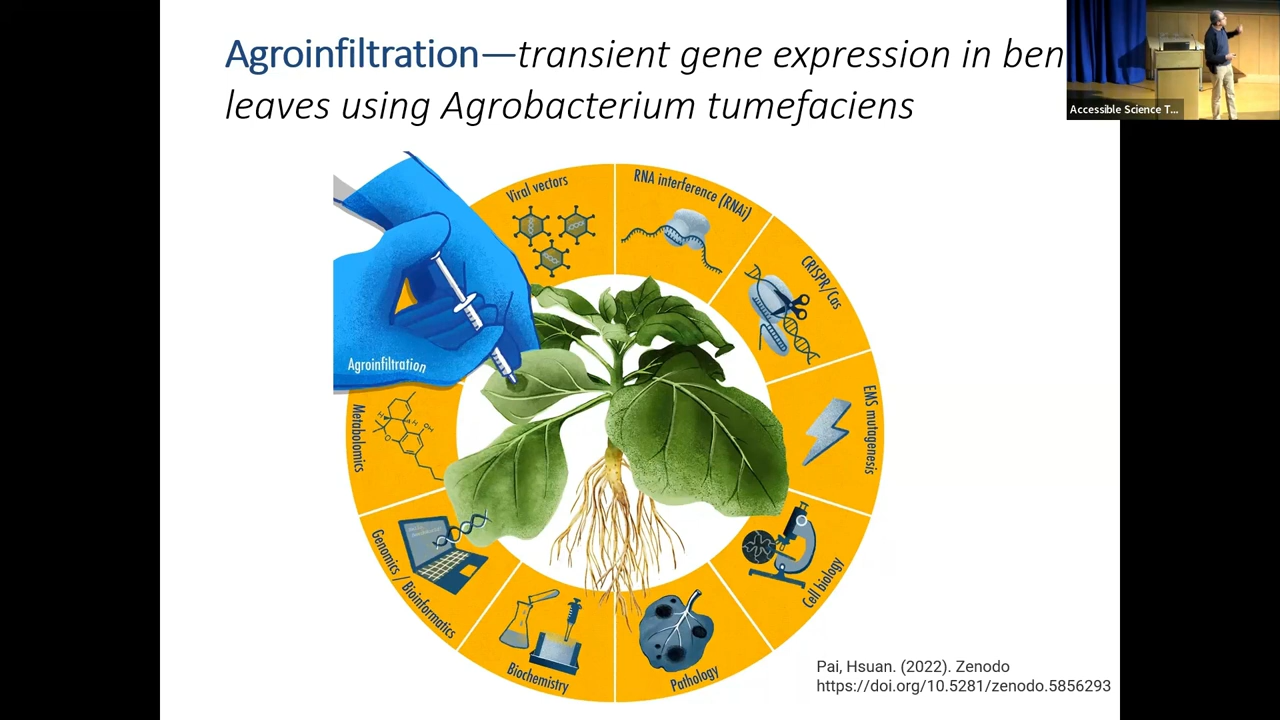 Agroinfiltration—transient gene expression in ben
leaves using Agrobacterium tumefaciens
Accessible Science T...
Viral vectors
RNA interference (RNAi)
CRISPR/Cas
EMS mutagenesis
Cell biology
Pathology
Biochemistry
Genomics / Bioinformatics
Metabolomics
H
H
OH
O
Agroinfiltration
Pai, Hsuan. (2022). Zenodo
https://doi.org/10.5281/zenodo.5856293